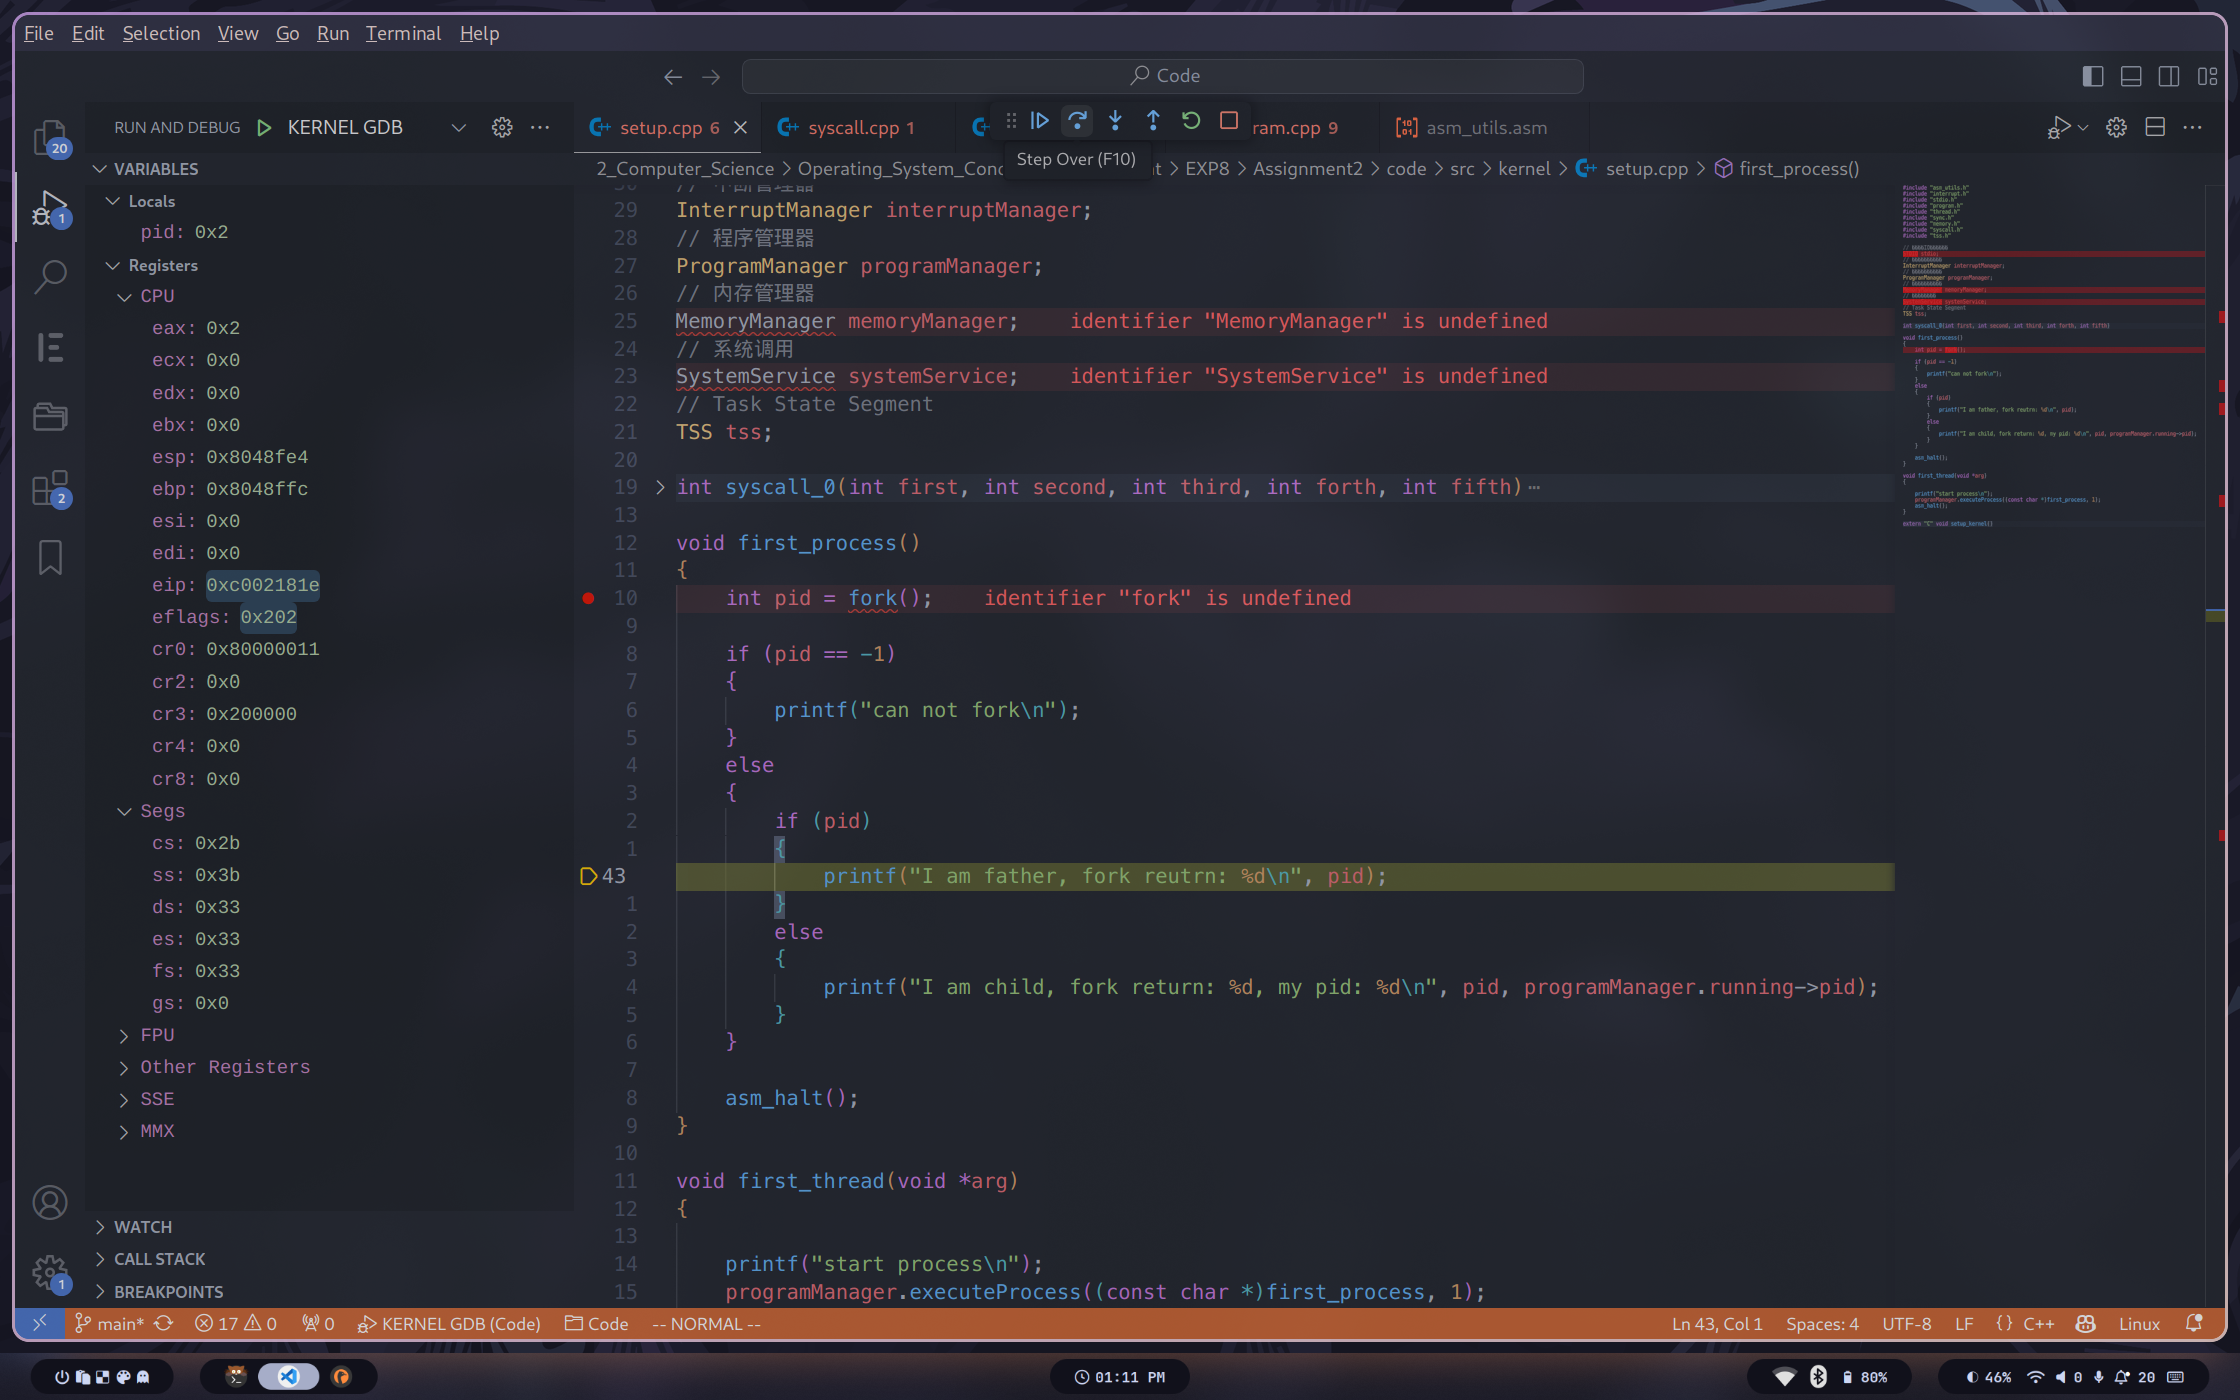 File Edit Selection View Go Run Terminal Help
Code
RUN AND DEBUG KERNEL GDB
setup.cpp 6 syscall.cpp 1 ram.cpp 9 asm_utils.asm
Step Over (F10)
2_Computer_Science > Operating_System_Conc t > EXP8 > Assignment2 > code > src > kernel > setup.cpp > first_process()
20
1
2
1
VARIABLES
Locals
pid: 0x2
Registers
CPU
eax: 0x2
ecx: 0x0
edx: 0x0
ebx: 0x0
esp: 0x8048fe4
ebp: 0x8048ffc
esi: 0x0
edi: 0x0
eip: 0xc002181e
eflags: 0x202
cr0: 0x80000011
cr2: 0x0
cr3: 0x200000
cr4: 0x0
cr8: 0x0
Segs
cs: 0x2b
ss: 0x3b
ds: 0x33
es: 0x33
fs: 0x33
gs: 0x0
FPU
Other Registers
SSE
MMX
WATCH
CALL STACK
BREAKPOINTS
30 // 中断管理器
29 InterruptManager interruptManager;
28 // 程序管理器
27 ProgramManager programManager;
26 // 内存管理器
25 MemoryManager memoryManager; identifier "MemoryManager" is undefined
24 // 系统调用
23 SystemService systemService; identifier "SystemService" is undefined
22 // Task State Segment
21 TSS tss;
20
19 int syscall_0(int first, int second, int third, int forth, int fifth)⋯
13
12 void first_process()
11 {
10 int pid = fork(); identifier "fork" is undefined
9
8 if (pid == -1)
7 {
6 printf("can not fork\n");
5 }
4 else
3 {
2 if (pid)
1 {
43 printf("I am father, fork reutrn: %d\n", pid);
1 }
2 else
3 {
4 printf("I am child, fork return: %d, my pid: %d\n", pid, programManager.running->pid);
5 }
6 }
7
8 asm_halt();
9 }
10
11 void first_thread(void *arg)
12 {
13
14 printf("start process\n");
15 programManager.executeProcess((const char *)first_process, 1);
main* 17 0 0 KERNEL GDB (Code) Code -- NORMAL -- Ln 43, Col 1 Spaces: 4 UTF-8 LF {} C++ Linux
01:11 PM 80% 46% 0 20